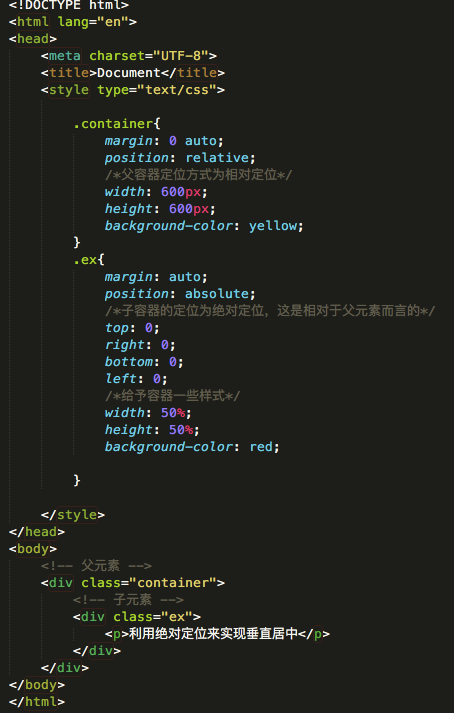 <!DOCTYPE html>
<html lang="en">
<head>
    <meta charset="UTF-8">
    <title>Document</title>
    <style type="text/css">

        .container{
            margin: 0 auto;
            position: relative;
            /*父容器定位方式为相对定位*/
            width: 600px;
            height: 600px;
            background-color: yellow;
        }
        .ex{
            margin: auto;
            position: absolute;
            /*子容器的定位为绝对定位，这是相对于父元素而言的*/
            top: 0;
            right: 0;
            bottom: 0;
            left: 0;
            /*给予容器一些样式*/
            width: 50%;
            height: 50%;
            background-color: red;

        }

    </style>
</head>
<body>
    <!-- 父元素 -->
    <div class="container">
        <!-- 子元素 -->
        <div class="ex">
            <p>利用绝对定位来实现垂直居中</p>
        </div>
    </div>
</body>
</html>